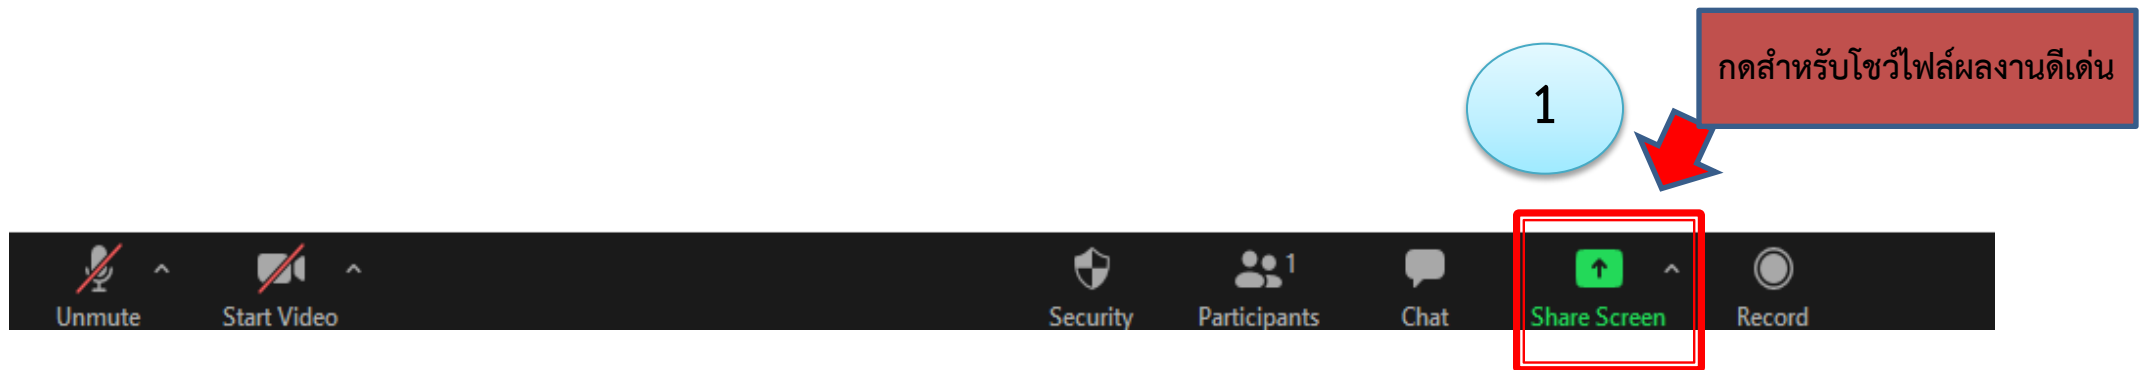 กดสำหรับโชว์ไฟล์ผลงานดีเด่น
1
1
Unmute
Start Video
Security
Participants
Chat
Share Screen
Record